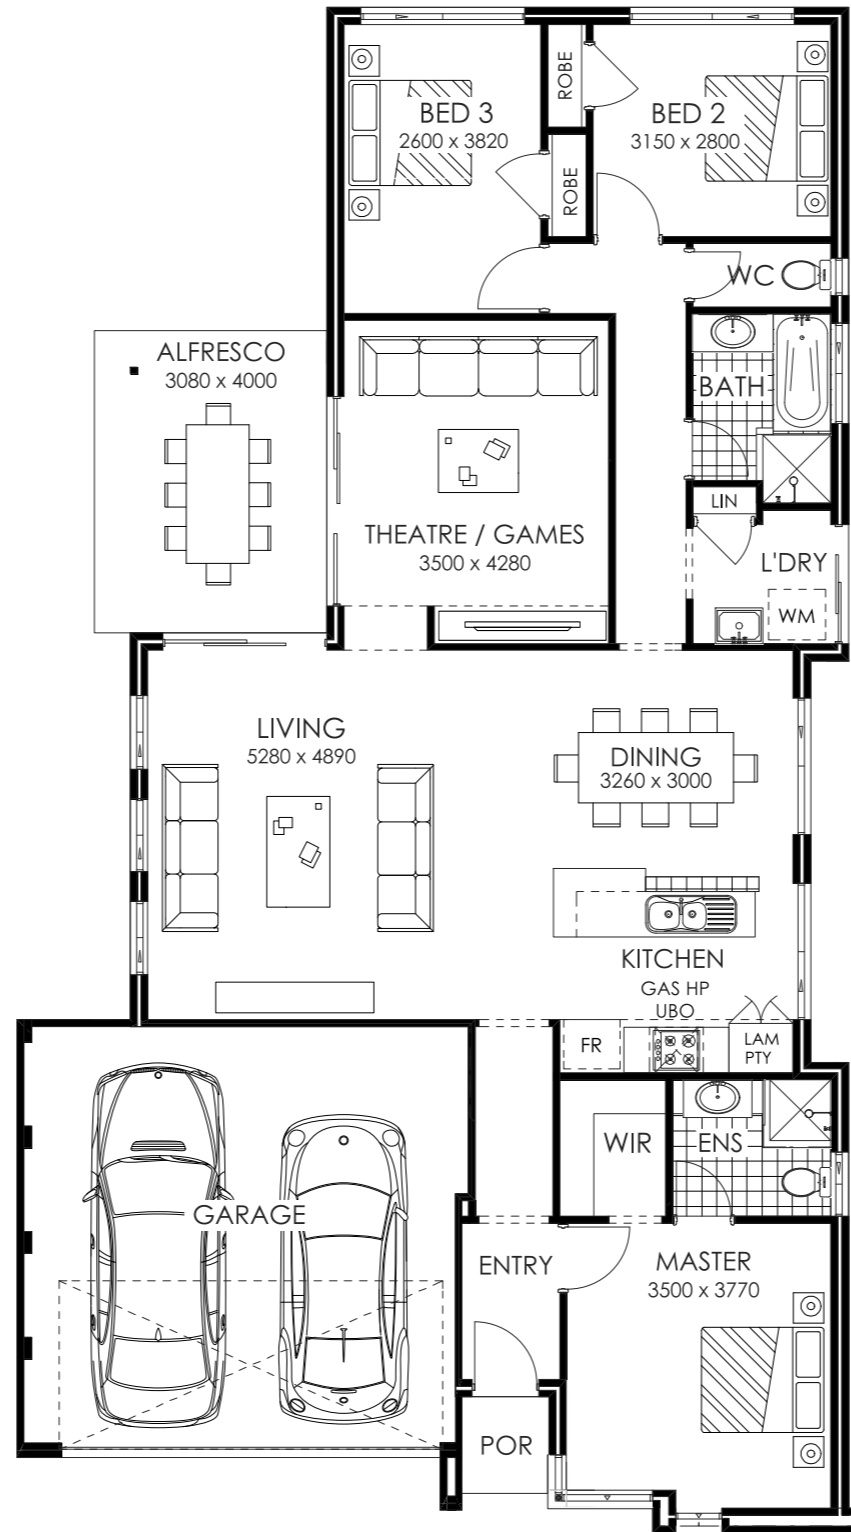 BED 3
2600 x 3820
ROBE
ROBE
BED 2
3150 x 2800
WC
ALFRESCO
3080 x 4000
BATH
THEATRE / GAMES
3500 x 4280
LIN
L'DRY
WM
LIVING
5280 x 4890
DINING
3260 x 3000
KITCHEN
GAS HP
UBO
FR
LAM
PTY
WIR
ENS
GARAGE
ENTRY
MASTER
3500 x 3770
POR